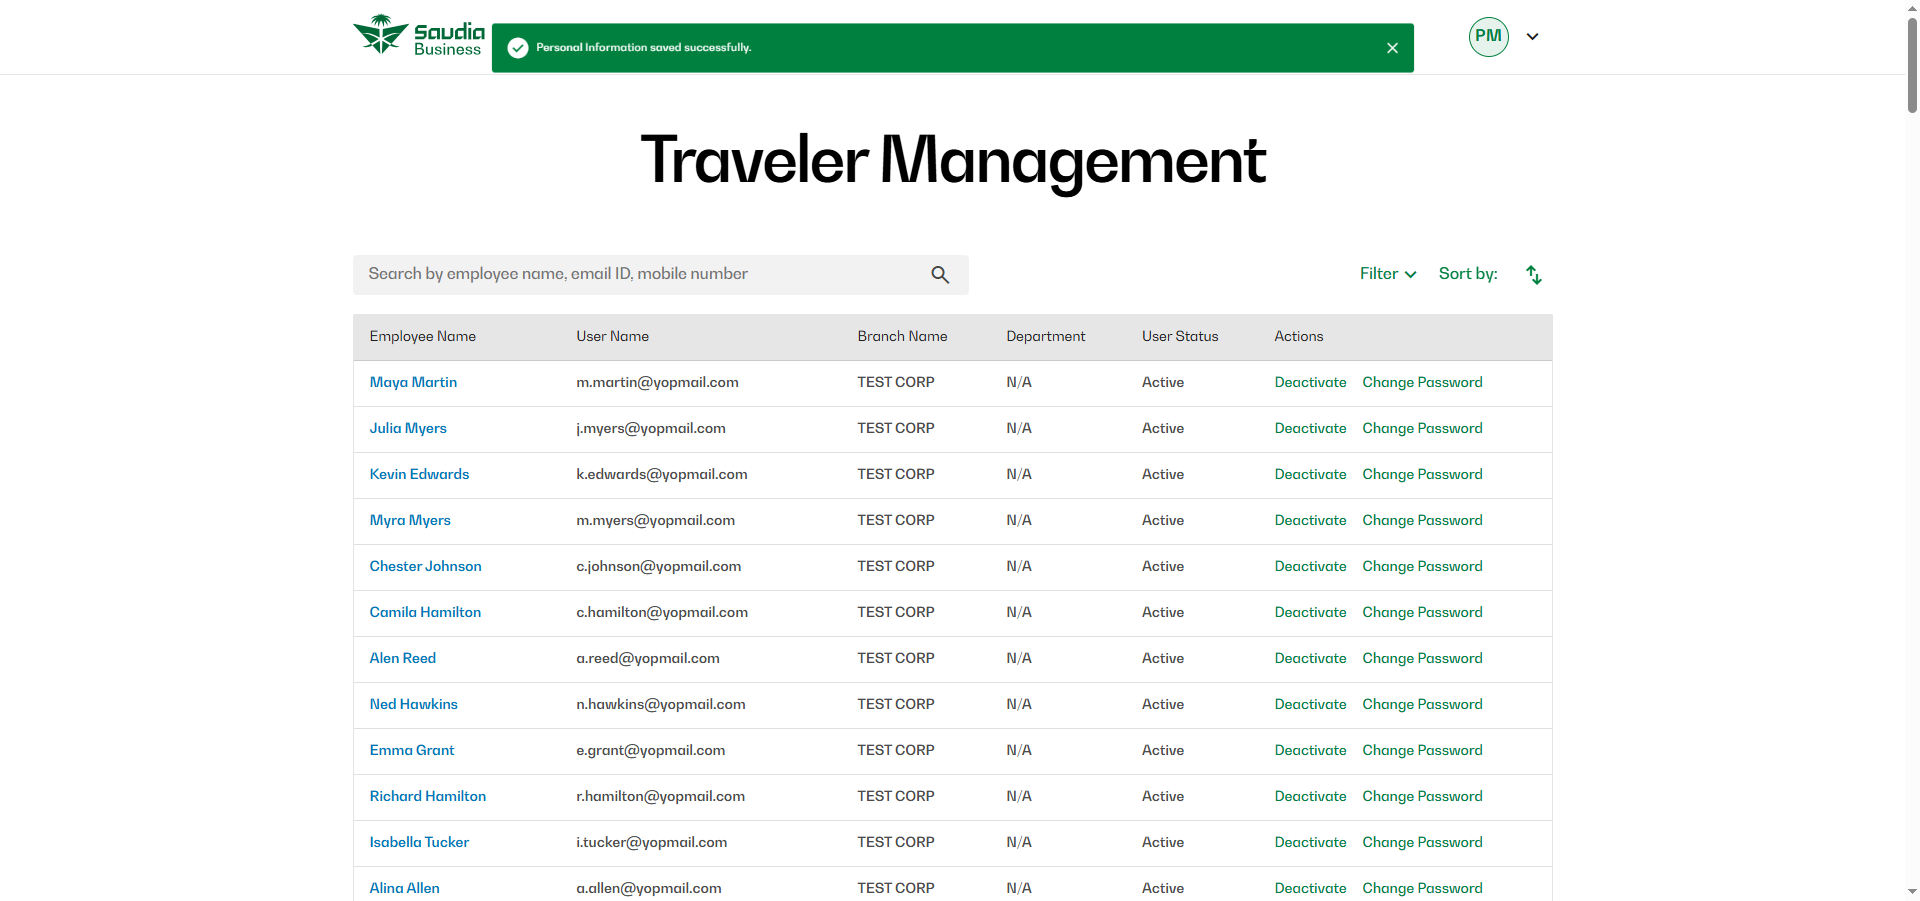 Saudia
Business
Personal Information saved successfully.
PM
Traveler Management
Search by employee name, email ID, mobile number
Filter
Sort by:
Employee Name User Name Branch Name Department User Status Actions
Maya Martin m.martin@yopmail.com TEST CORP N/A Active Deactivate Change Password
Julia Myers j.myers@yopmail.com TEST CORP N/A Active Deactivate Change Password
Kevin Edwards k.edwards@yopmail.com TEST CORP N/A Active Deactivate Change Password
Myra Myers m.myers@yopmail.com TEST CORP N/A Active Deactivate Change Password
Chester Johnson c.johnson@yopmail.com TEST CORP N/A Active Deactivate Change Password
Camila Hamilton c.hamilton@yopmail.com TEST CORP N/A Active Deactivate Change Password
Alen Reed a.reed@yopmail.com TEST CORP N/A Active Deactivate Change Password
Ned Hawkins n.hawkins@yopmail.com TEST CORP N/A Active Deactivate Change Password
Emma Grant e.grant@yopmail.com TEST CORP N/A Active Deactivate Change Password
Richard Hamilton r.hamilton@yopmail.com TEST CORP N/A Active Deactivate Change Password
Isabella Tucker i.tucker@yopmail.com TEST CORP N/A Active Deactivate Change Password
Alina Allen a.allen@yopmail.com TEST CORP N/A Active Deactivate Change Password